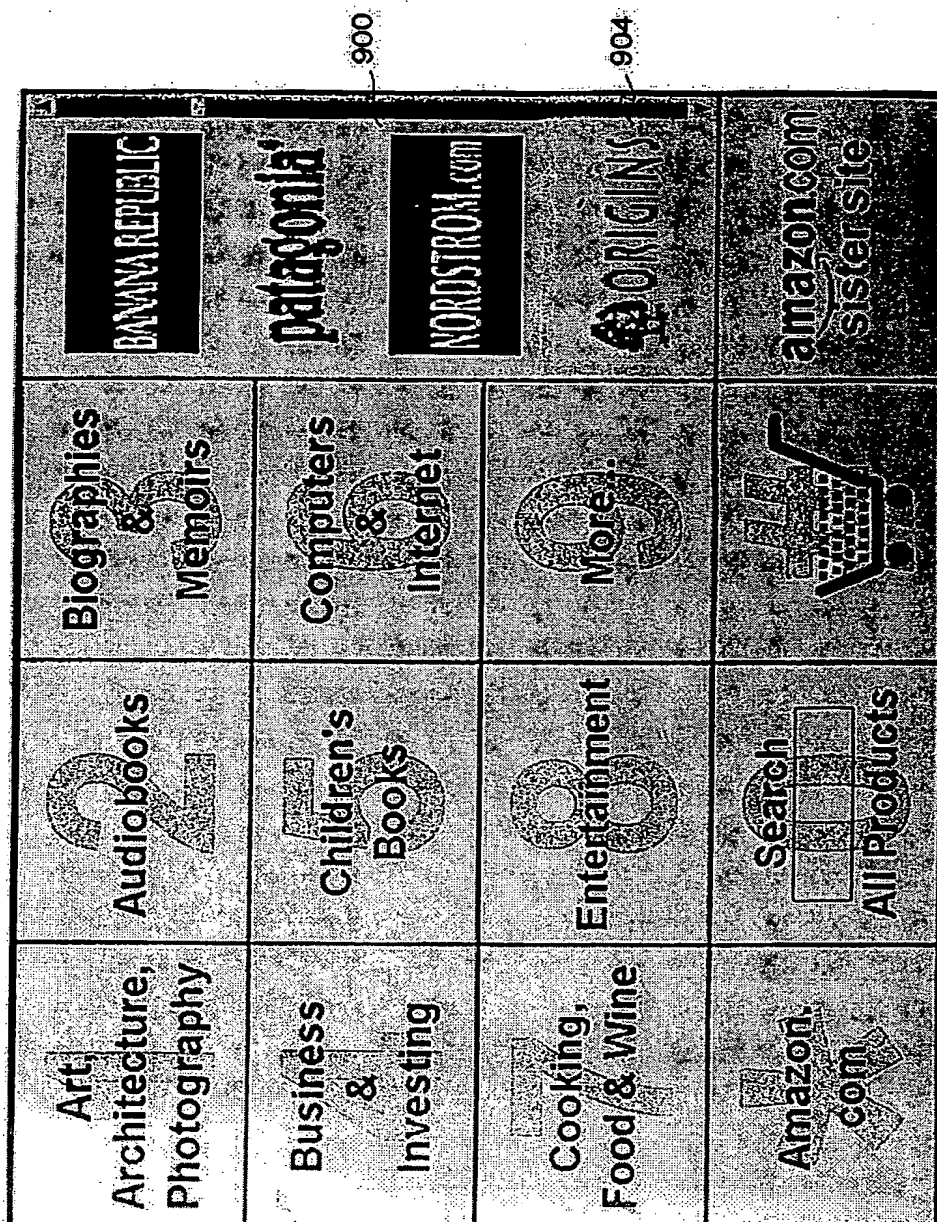 1
Art,
Architecture,
Photography
2
Audiobooks
3
Biographies
&
Memoirs
4
Business
&
Investing
5
Children's
Books
6
Computers
&
Internet
7
Cooking,
Food & Wine
8
Entertainment
9
More...
*
Amazon.
com
0
Search
All Products
#
BANANA REPUBLIC
patagonia
NORDSTROM.com
ORIGINS
amazon.com
sister site
900
904